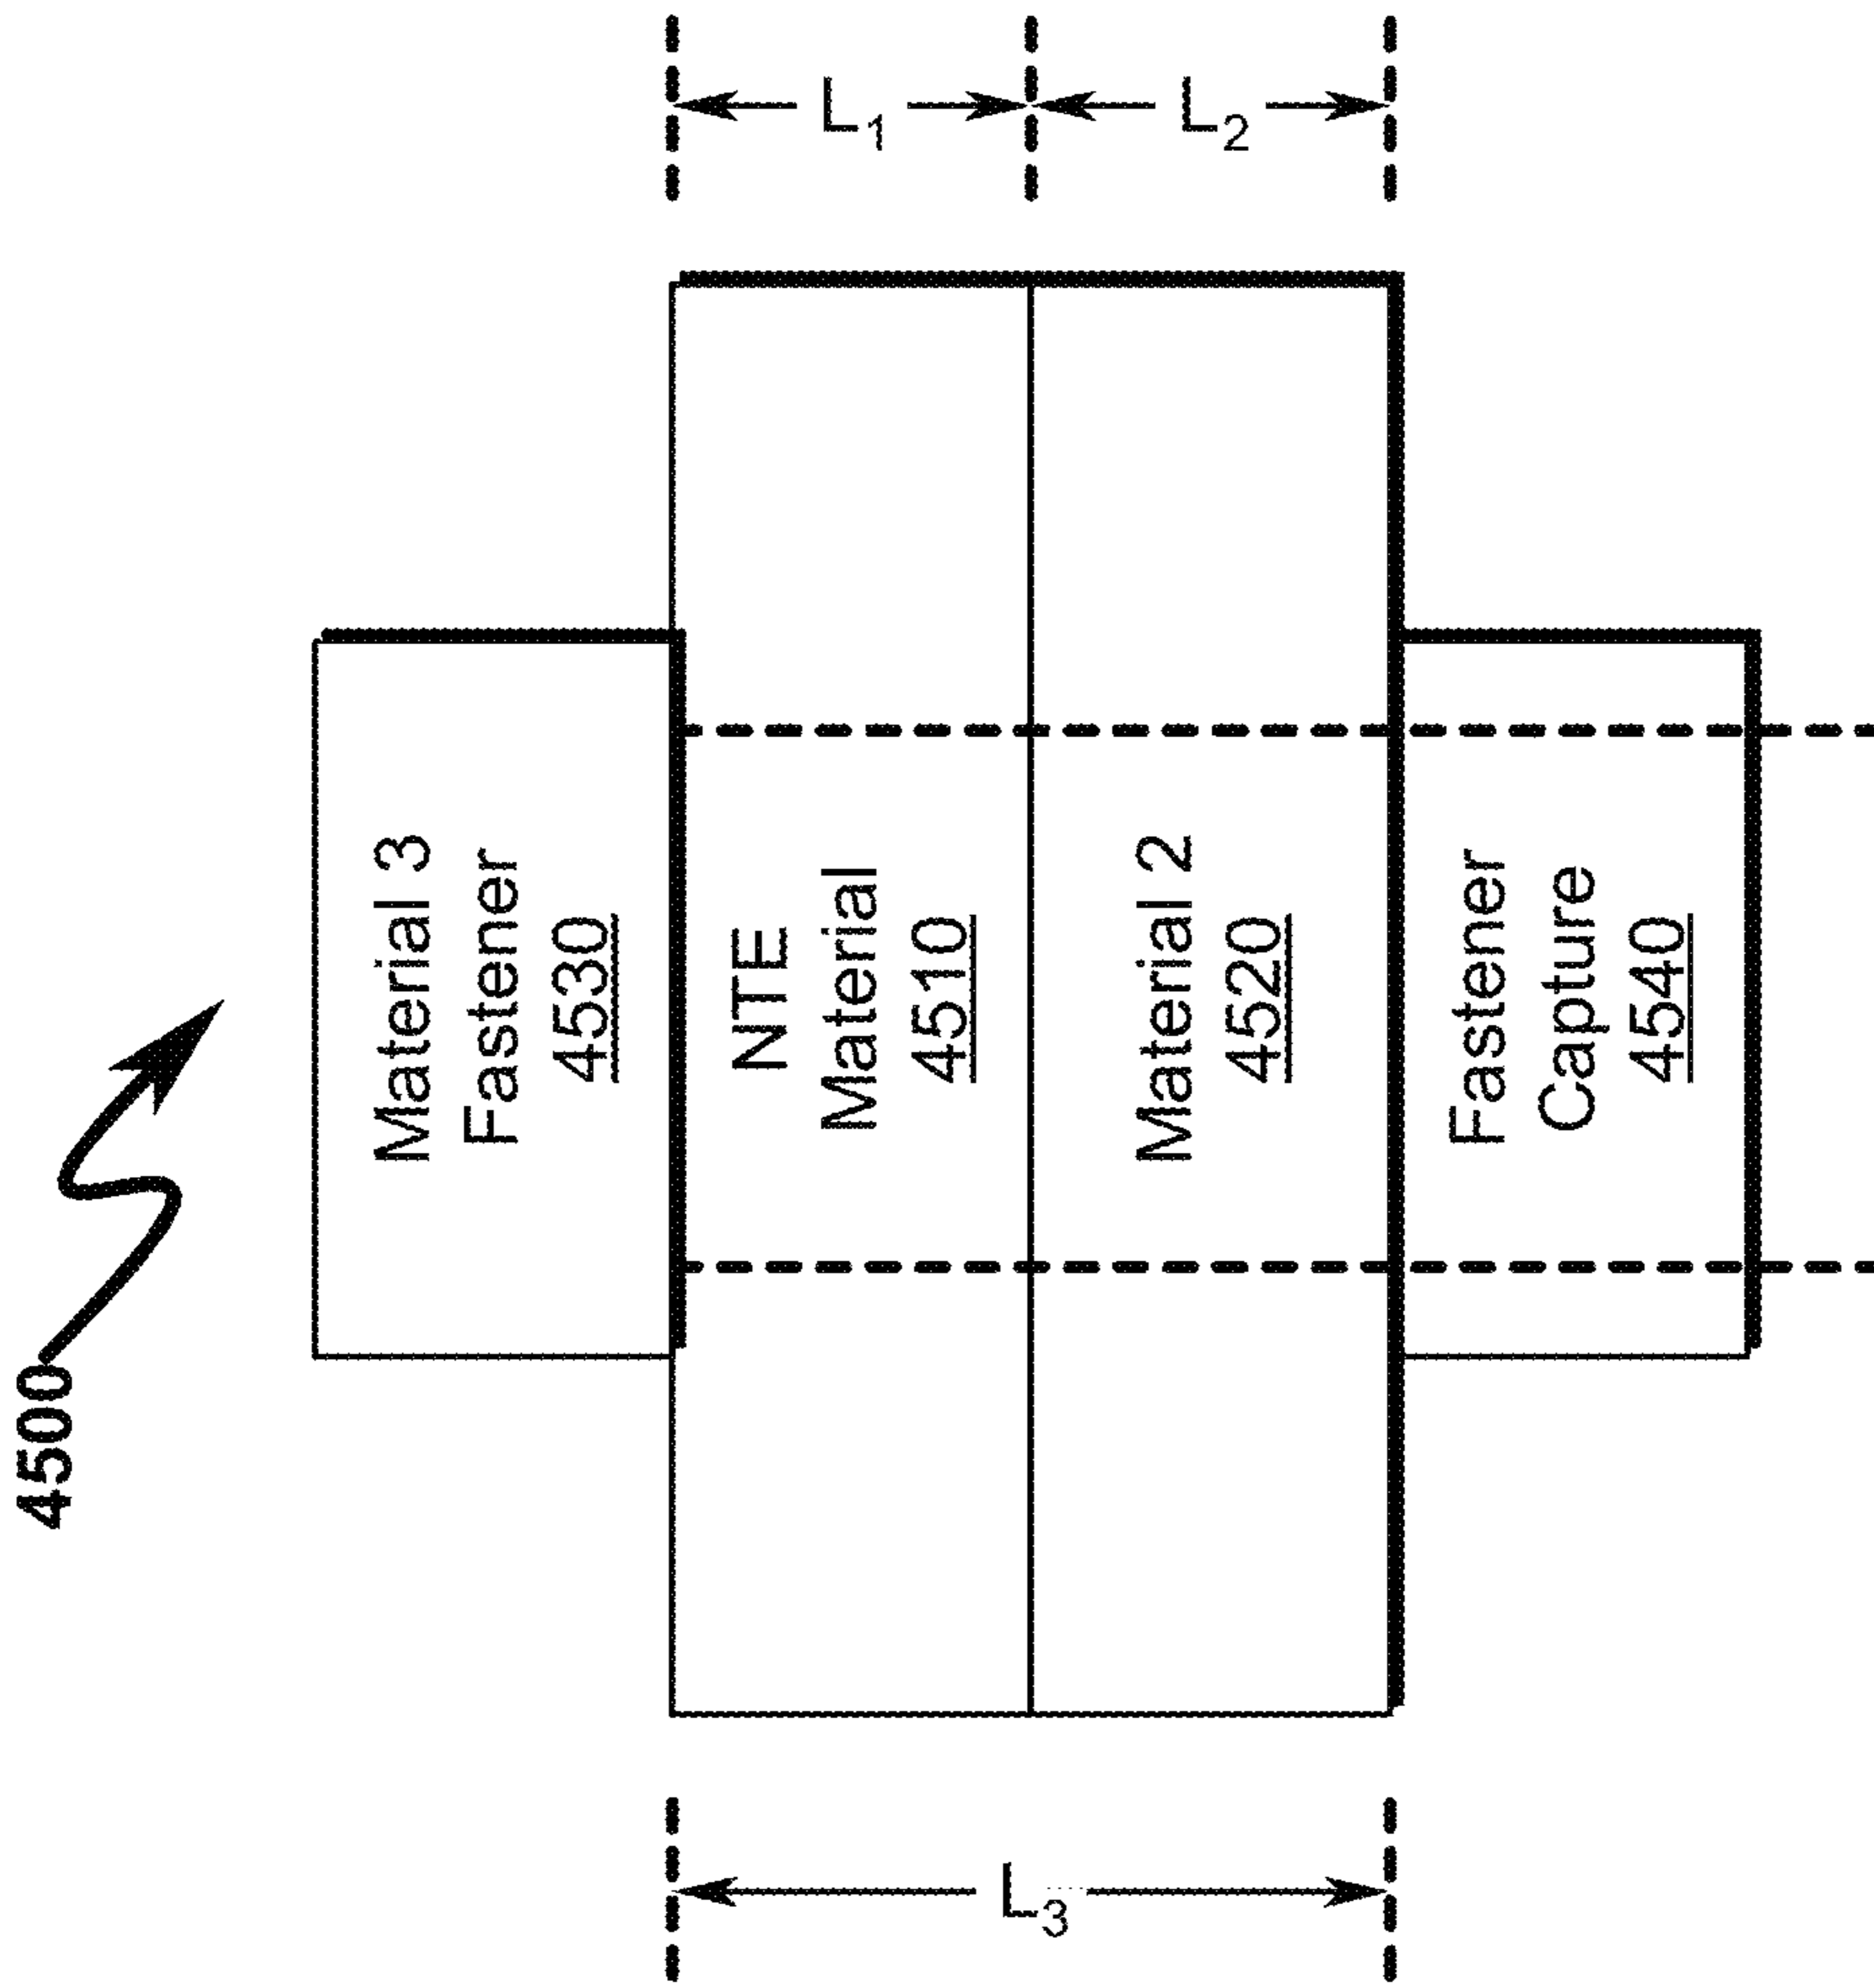 4500
Material 3
Fastener
4530
NTE
Material
4510
Material 2
4520
Fastener
Capture
4540
L1
L2
L3